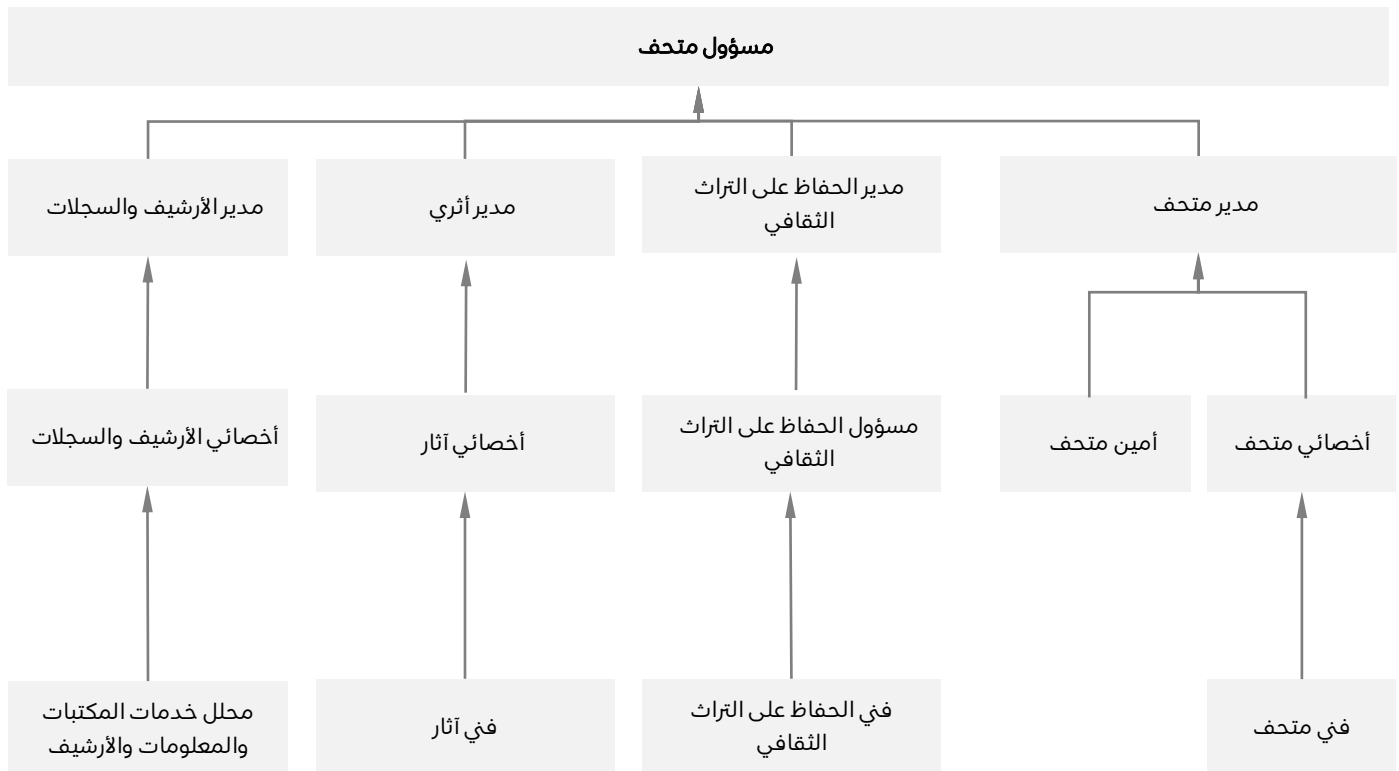 مسؤول متحف
مدير متحف
مدير الحفاظ على التراث
الثقافي
مدير أثري
مدير الأرشيف والسجلات
أخصائي متحف
أمين متحف
مسؤول الحفاظ على التراث
الثقافي
أخصائي آثار
أخصائي الأرشيف والسجلات
فني متحف
فني الحفاظ على التراث
الثقافي
فني آثار
محلل خدمات المكتبات
والمعلومات والأرشيف